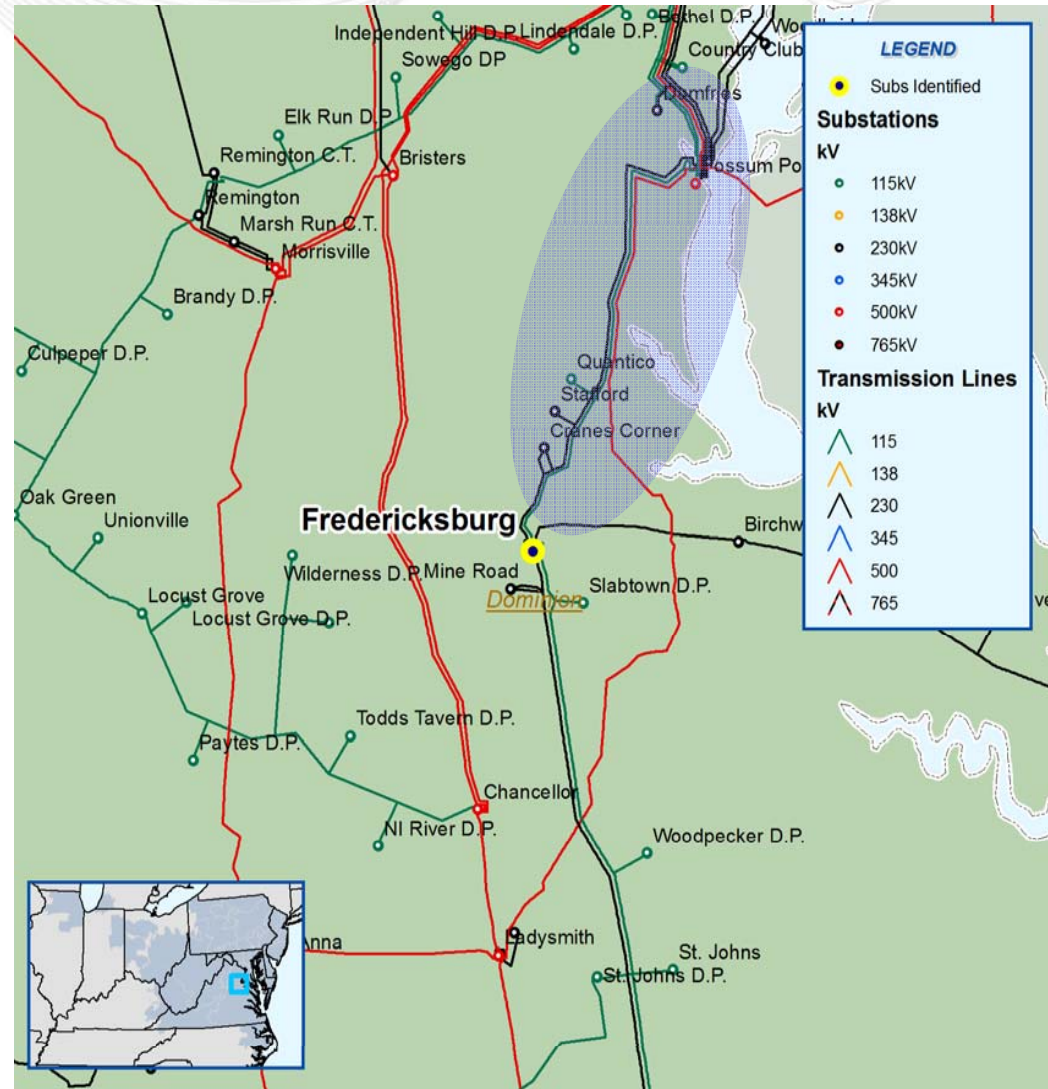 Bethel D.P.
Independent Hill D.P.
Lindendale D.P.
Country Club
Sowego DP
Dumfries
Elk Run D.P.
Remington C.T.
Bristers
Possum Po
Remington
Marsh Run C.T.
Morrisville
Brandy D.P.
Culpeper D.P.
Quantico
Stafford
Cranes Corner
Oak Green
Unionville
Fredericksburg
Birchw
Wilderness D.P.
Mine Road
Slabtown D.P.
Dominion
Locust Grove
Locust Grove D.P.
Todds Tavern D.P.
Paytes D.P.
Chancellor
NI River D.P.
Woodpecker D.P.
Ladysmith
Anna
St. Johns
St. Johns D.P.
LEGEND
Subs Identified
Substations
kV
115kV
138kV
230kV
345kV
500kV
765kV
Transmission Lines
kV
115
138
230
345
500
765